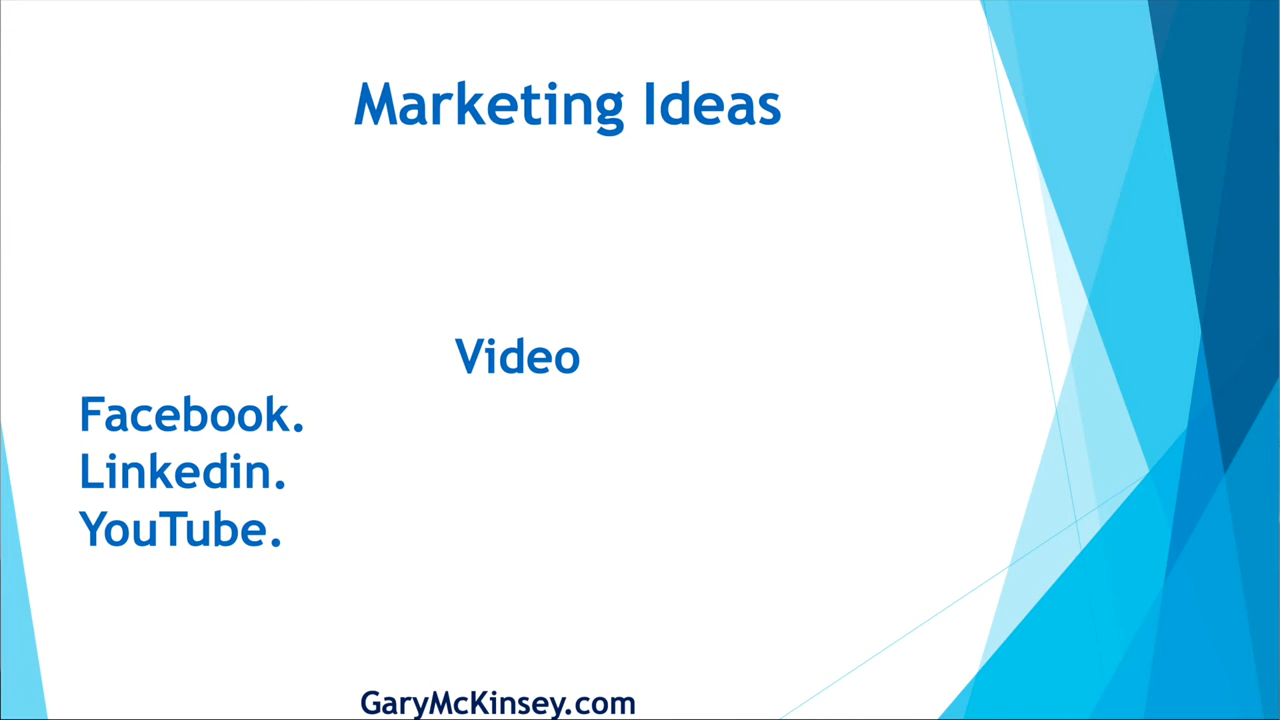 Marketing Ideas
Video
Facebook.
Linkedin.
YouTube.
GaryMcKinsey.com